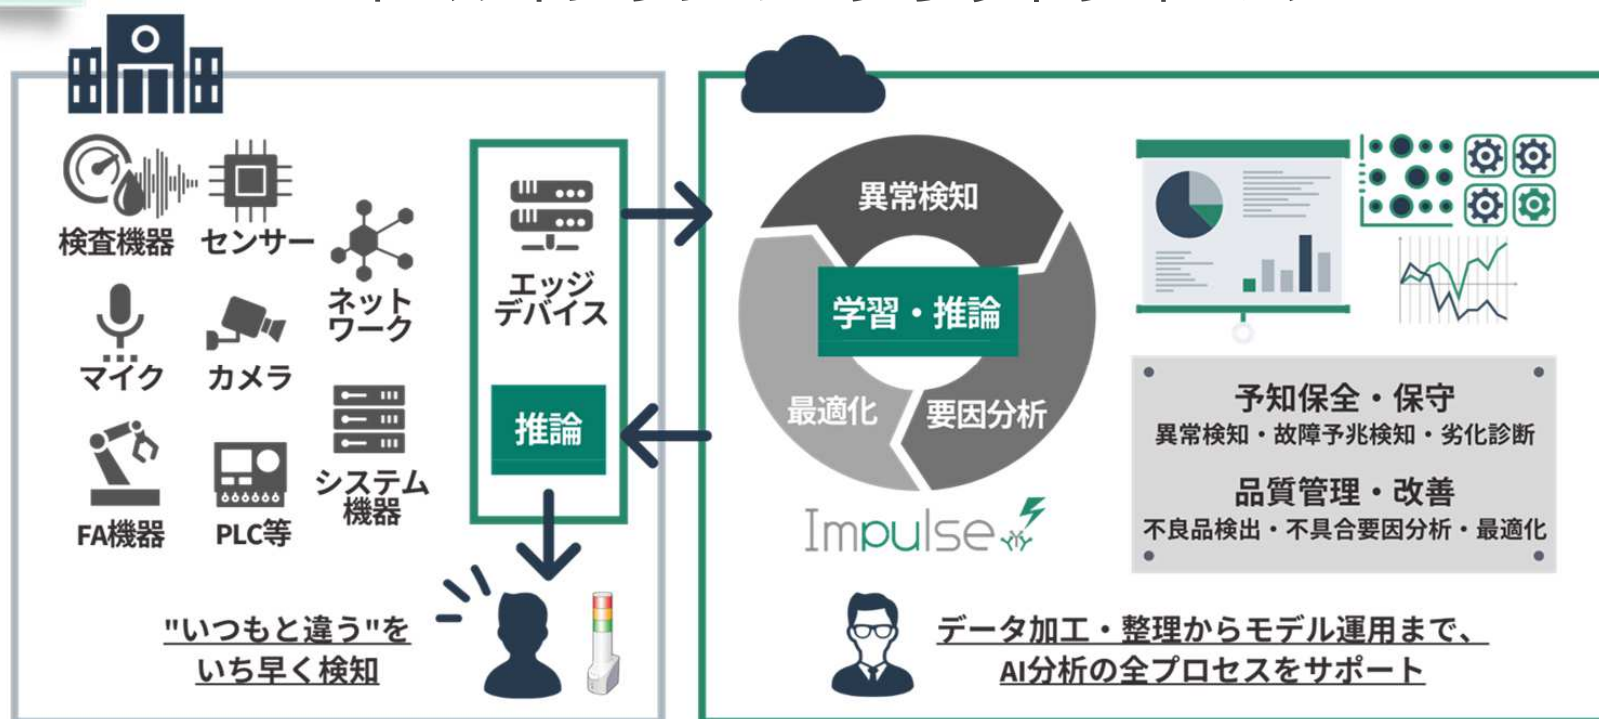 検査機器
センサー
ネット
ワーク
マイク
カメラ
FA機器
PLC等
システム
機器
エッジ
デバイス
推論
"いつもと違う"を
いち早く検知
異常検知
学習・推論
最適化
要因分析
Impulse
予知保全・保守
異常検知・故障予兆検知・劣化診断
品質管理・改善
不良品検出・不具合要因分析・最適化
データ加工・整理からモデル運用まで、
AI分析の全プロセスをサポート